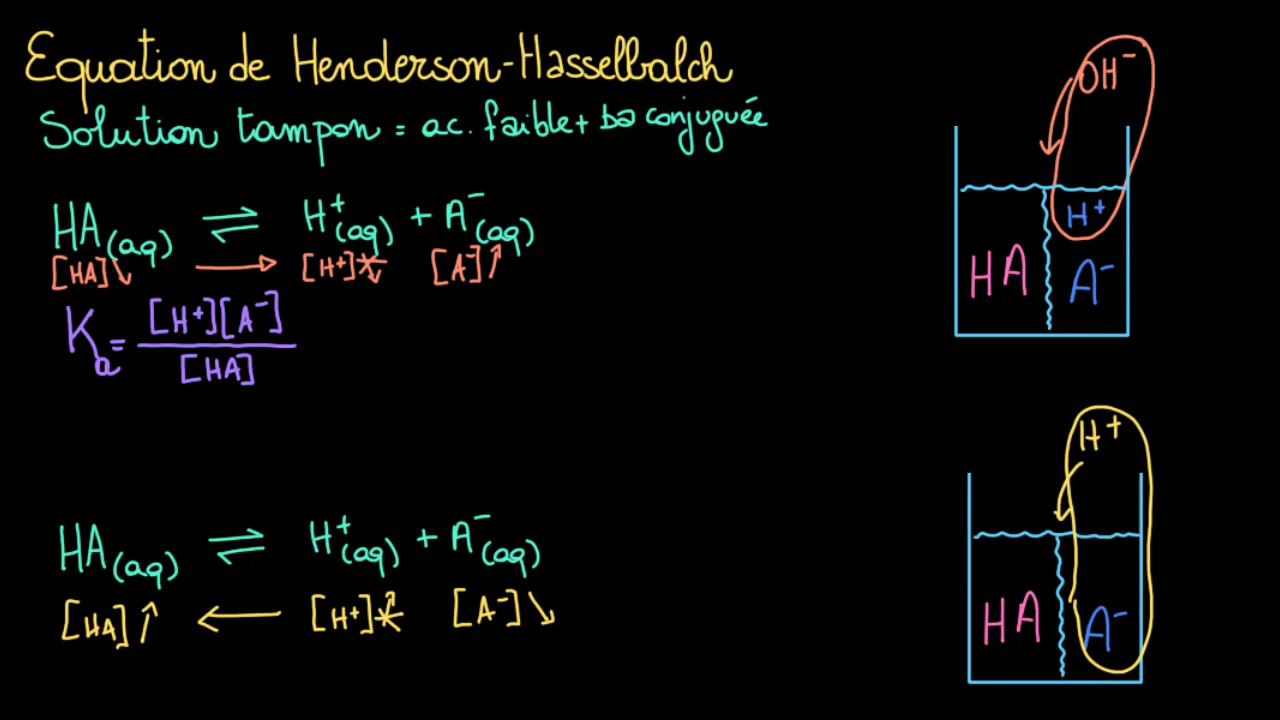 Equation de Henderson-Hasselbalch
Solution tampon = ac. faible + ba conjuguée
HA(aq) ⇌ H⁺(aq) + A⁻(aq)
[HA]↘ → [H⁺]↘ [A⁻]↗
Ka = [H⁺][A⁻] / [HA]
OH⁻
H⁺
HA A⁻
HA(aq) ⇌ H⁺(aq) + A⁻(aq)
[HA]↗ ← [H⁺]↗ [A⁻]↘
H⁺
HA A⁻